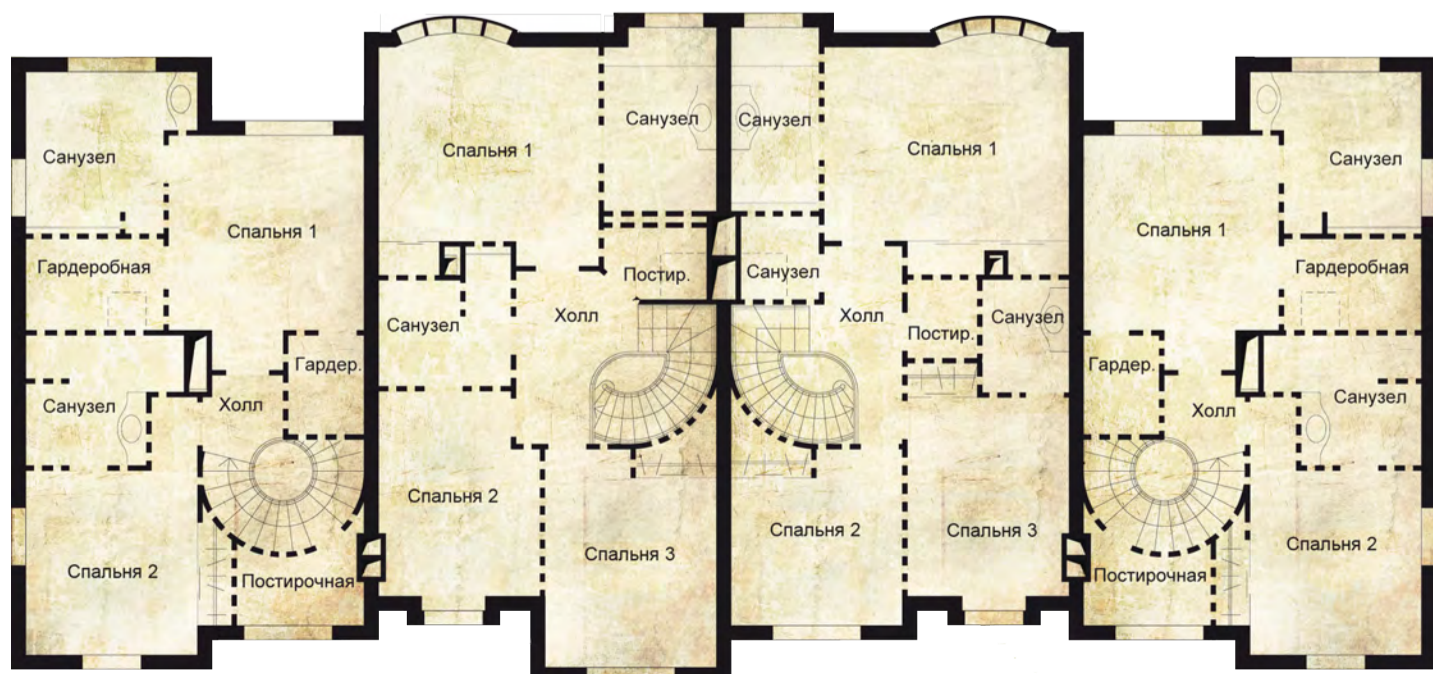 Санузел
Спальня 1
Гардеробная
Гардер.
Санузел
Холл
Спальня 2
Постирочная
Спальня 1
Санузел
Постир.
Санузел
Холл
Спальня 2
Спальня 3
Санузел
Спальня 1
Санузел
Холл
Постир.
Санузел
Спальня 2
Спальня 3
Спальня 1
Санузел
Гардеробная
Гардер.
Холл
Санузел
Постирочная
Спальня 2